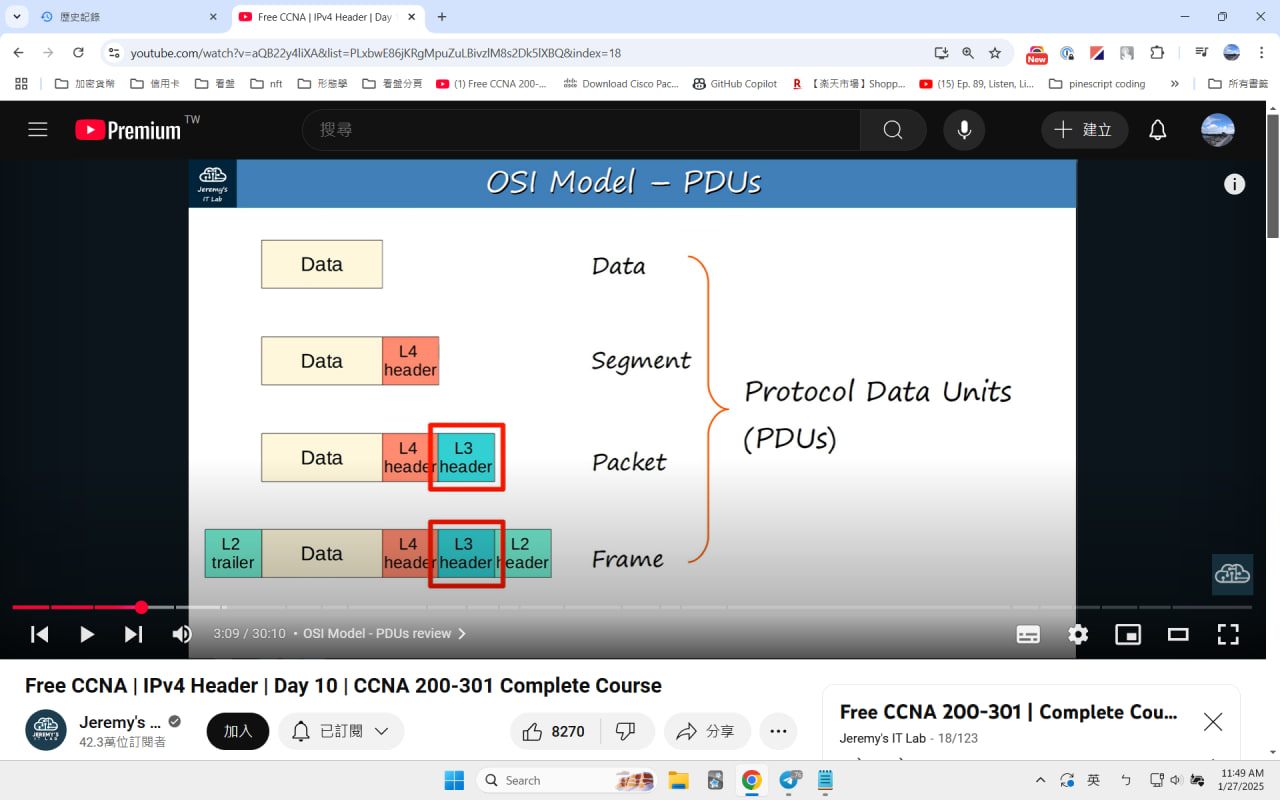 歷史記錄
Free CCNA | IPv4 Header | Day 1
youtube.com/watch?v=aQB22y4liXA&list=PLxbwE86jKRgMpuZuLBivzlM8s2Dk5lXBQ&index=18
New
加密貨幣
信用卡
看盤
nft
形態學
看盤分頁
(1) Free CCNA 200-...
Download Cisco Pac...
GitHub Copilot
【楽天市場】Shopp...
(15) Ep. 89, Listen, Li...
pinescript coding
所有書籤
Premium TW
搜尋
建立
Jeremy's
IT Lab
OSI Model – PDUs
Data
Data
Data
L4
header
Segment
Protocol Data Units
(PDUs)
Data
L4
header
L3
header
Packet
L2
trailer
Data
L4
header
L3
header
L2
header
Frame
3:09 / 30:10 • OSI Model - PDUs review
Free CCNA | IPv4 Header | Day 10 | CCNA 200-301 Complete Course
JEREMY'S
IT LAB
Jeremy's ...
42.3萬位訂閱者
加入
已訂閱
8270
分享
Free CCNA 200-301 | Complete Cou...
Jeremy's IT Lab - 18/123
Search
76
英
ㄅ
11:49 AM
1/27/2025